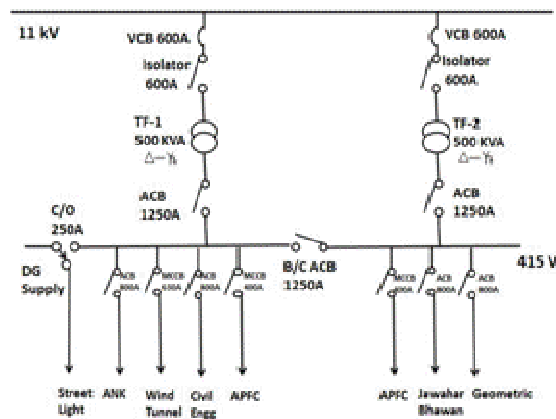 11 kV
VCB 600A.
VCB 600A
Isolator
600A
Isolator
600A.
TF-1
500 KVA
TF-2
500 KVA
ACB
1250A
ACB
1250A
C/O
250A
DG
Supply
B/C ACB
1250A
415 V
ACB
800A
MCCB
ACB
800A
MCCB
400A
MCCB
400A
ACB
800A
ACB
800A
Street
Light
ANK
Wind
Tunnel
Civil
Engg
APFC
APFC
Jawahar
Bhawan
Geometric